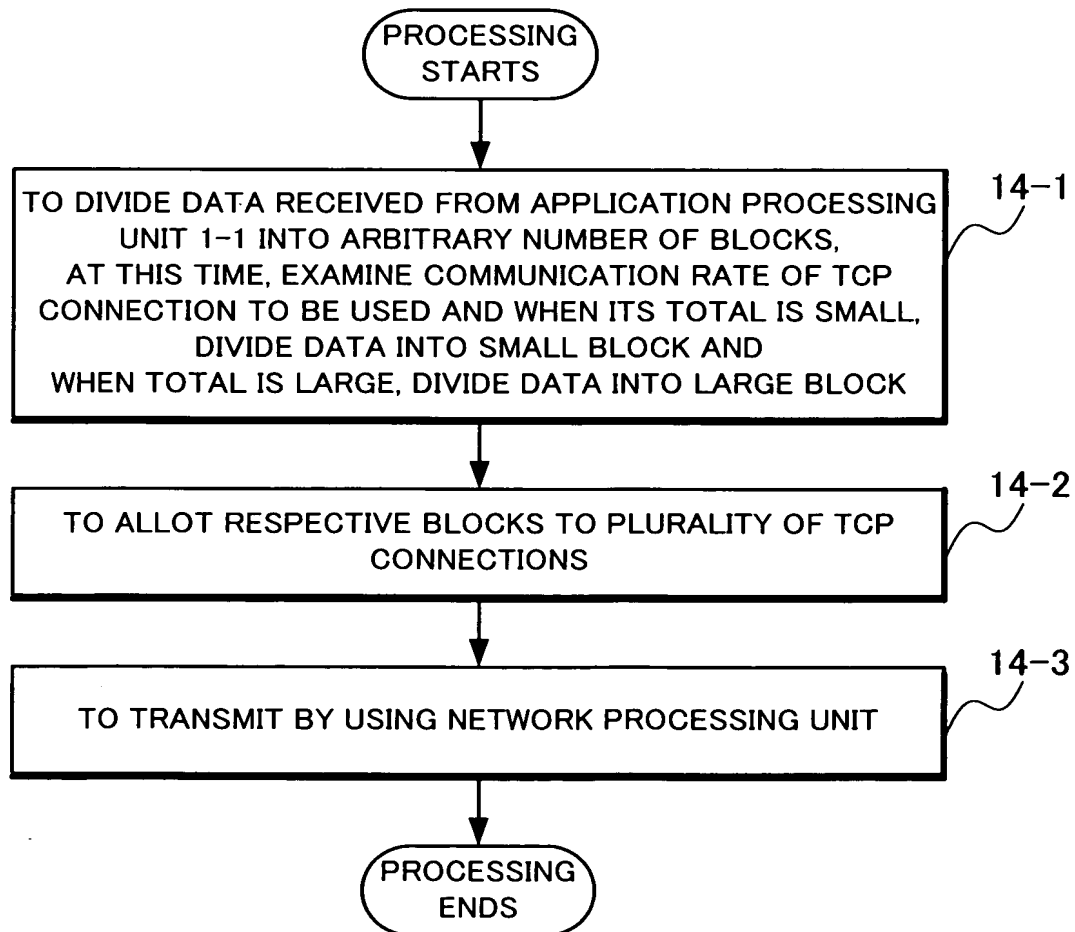 PROCESSING
STARTS
14-1
TO DIVIDE DATA RECEIVED FROM APPLICATION PROCESSING
UNIT 1-1 INTO ARBITRARY NUMBER OF BLOCKS,
AT THIS TIME, EXAMINE COMMUNICATION RATE OF TCP
CONNECTION TO BE USED AND WHEN ITS TOTAL IS SMALL,
DIVIDE DATA INTO SMALL BLOCK AND
WHEN TOTAL IS LARGE, DIVIDE DATA INTO LARGE BLOCK
14-2
TO ALLOT RESPECTIVE BLOCKS TO PLURALITY OF TCP
CONNECTIONS
14-3
TO TRANSMIT BY USING NETWORK PROCESSING UNIT
PROCESSING
ENDS